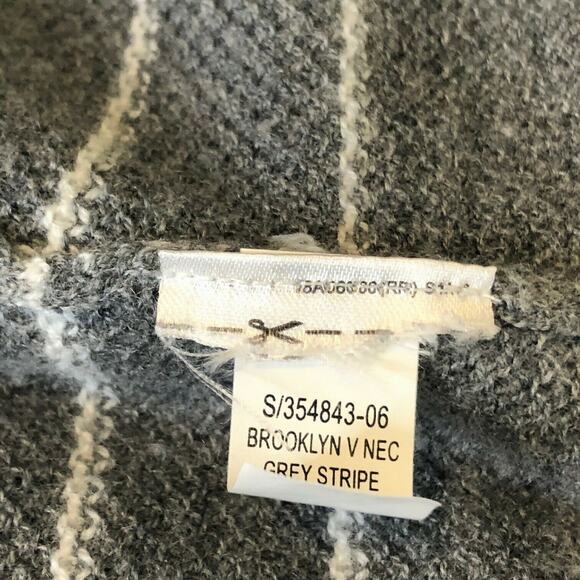 S/354843-06
BROOKLYN V NEC
GREY STRIPE